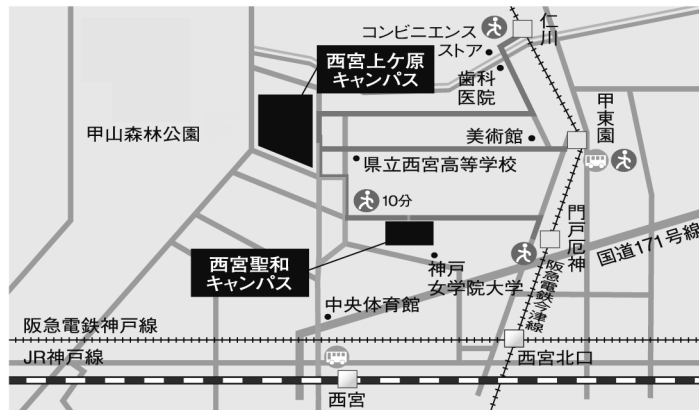 コンビニエンス
ストア
仁川
西宮上ケ原
キャンパス
歯科
医院
甲山森林公園
美術館
甲東園
県立西宮高等学校
10分
門戸厄神
国道171号線
西宮聖和
キャンパス
神戸
女学院大学
阪急電鉄今津線
中央体育館
阪急電鉄神戸線
JR神戸線
西宮北口
西宮